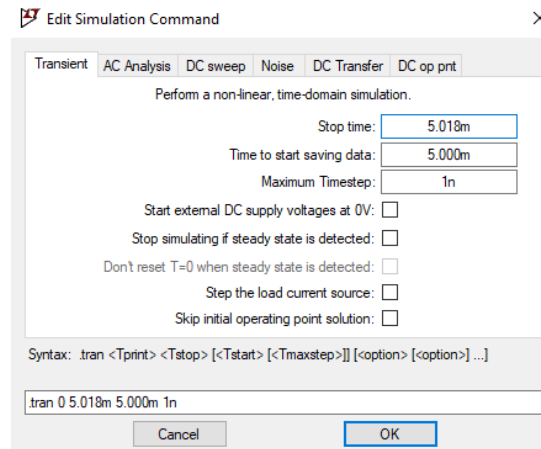 Edit Simulation Command
Transient AC Analysis DC sweep Noise DC Transfer DC op pnt
Perform a non-linear, time-domain simulation.
Stop time: 5.018m
Time to start saving data: 5.000m
Maximum Timestep: 1n
Start external DC supply voltages at 0V:
Stop simulating if steady state is detected:
Don't reset T=0 when steady state is detected:
Step the load current source:
Skip initial operating point solution:
Syntax: .tran <Tprint> <Tstop> [<Tstart> [<Tmaxstep>]] [<option> [<option>] ...]
.tran 0 5.018m 5.000m 1n
Cancel OK